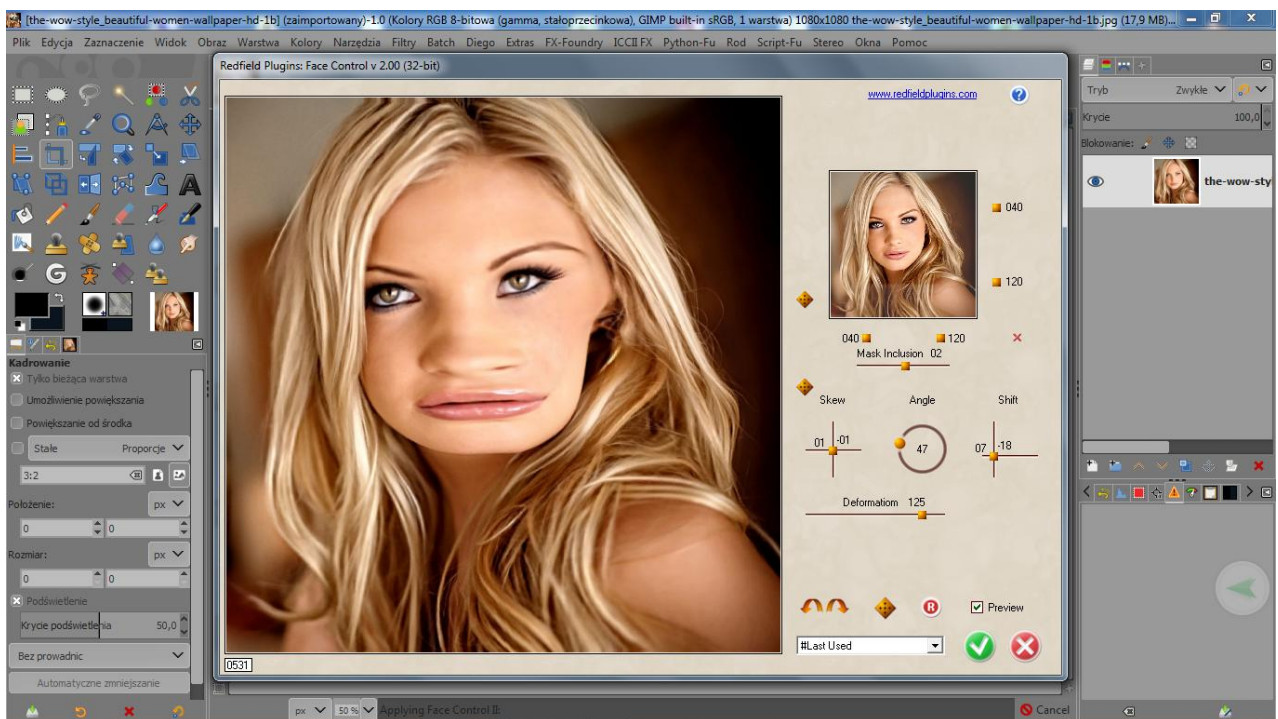 [the-wow-style_beautiful-women-wallpaper-hd-1b] (zaimportowany)-1.0 (Kolory RGB 8-bitowa (gamma, stałoprzecinkowa), GIMP built-in sRGB, 1 warstwa) 1080x1080 the-wow-style_beautiful-women-wallpaper-hd-1b.jpg (17,9 MB)...
Plik Edycja Zaznaczenie Widok Obraz Warstwa Kolory Narzędzia Filtry Batch Diego Extras FX-Foundry ICCII FX Python-Fu Rod Script-Fu Stereo Okna Pomoc
Redfield Plugins: Face Control v 2.00 (32-bit)
www.redfieldplugins.com
040
120
040 120
Mask Inclusion 02
Skew Angle Shift
01 -01 47 07 -18
Deformatiom 125
R Preview
#Last Used
0531
Kadrowanie
Tylko bieżąca warstwa
Umożliwienie powiększania
Powiększanie od środka
Stałe Proporcje
3:2
Położenie: px
0 0
Rozmiar: px
0 0
Podświetlenie
Krycie podświetlenia 50,0
Bez prowadnic
Automatyczne zmniejszanie
px 50 % Applying Face Control II: Cancel
Tryb Zwykłe
Krycie 100,0
Blokowanie:
the-wow-sty